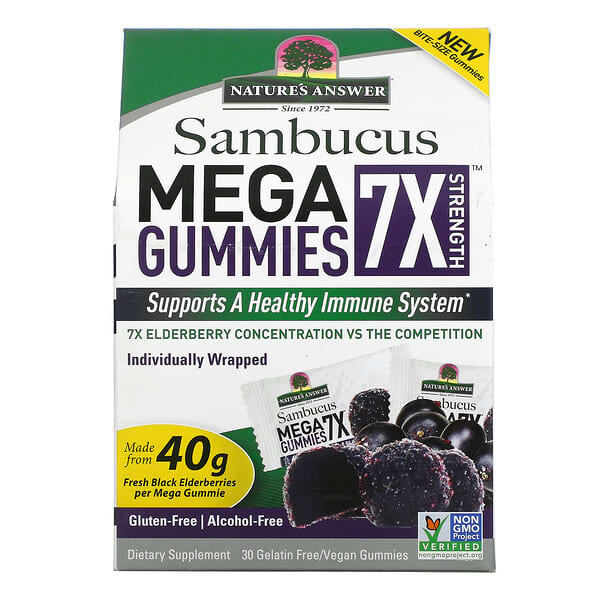 NEW
BITE-SIZE Gummies
NATURE'S ANSWER
Since 1972
Sambucus
MEGA
GUMMIES
7X
STRENGTH™
Supports A Healthy Immune System*
7X ELDERBERRY CONCENTRATION VS THE COMPETITION
Individually Wrapped
NATURE'S ANSWER
Sambucus
MEGA
GUMMIES
7X
NATURE'S ANSWER
Sambucus
MEGA
7X
Made
from
40g
Fresh Black Elderberries
per Mega Gummie
Gluten-Free | Alcohol-Free
Dietary Supplement
30 Gelatin Free/Vegan Gummies
NON
GMO
Project
VERIFIED
nongmoproject.org